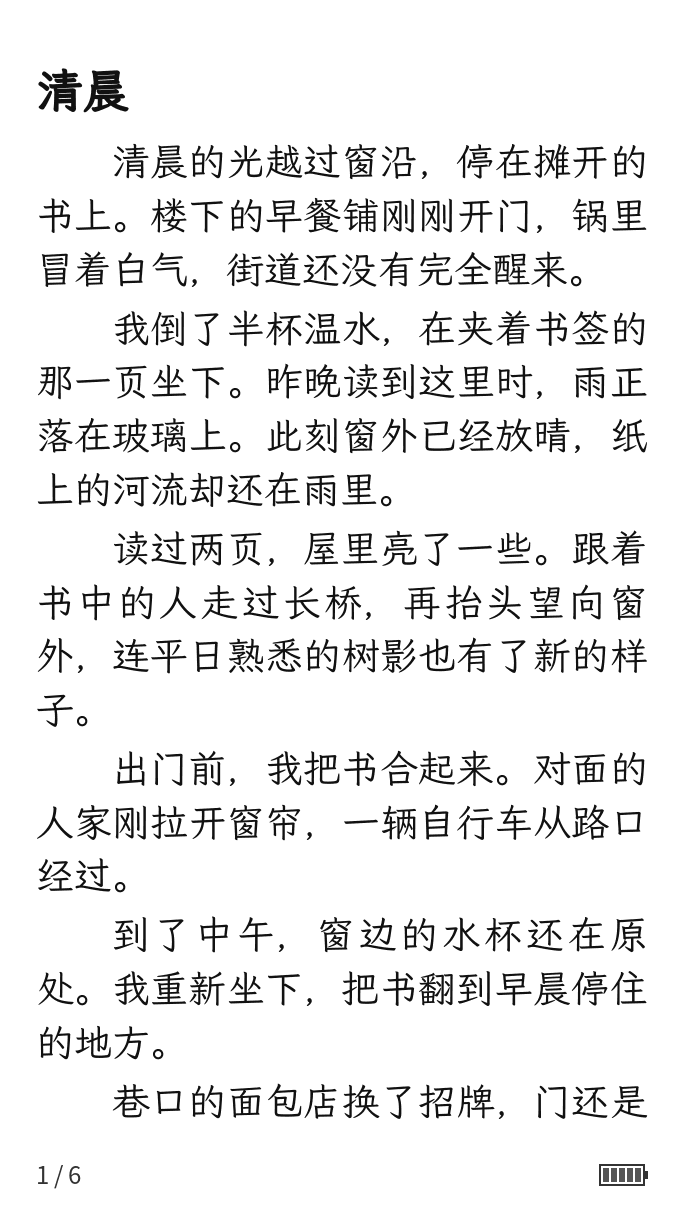 清晨
清晨的光越过窗沿，停在摊开的
书上。楼下的早餐铺刚刚开门，锅里
冒着白气，街道还没有完全醒来。
我倒了半杯温水，在夹着书签的
那一页坐下。昨晚读到这里时，雨正
落在玻璃上。此刻窗外已经放晴，纸
上的河流却还在雨里。
读过两页，屋里亮了一些。跟着
书中的人走过长桥，再抬头望向窗
外，连平日熟悉的树影也有了新的样
子。
出门前，我把书合起来。对面的
人家刚拉开窗帘，一辆自行车从路口
经过。
到了中午，窗边的水杯还在原
处。我重新坐下，把书翻到早晨停住
的地方。
巷口的面包店换了招牌，门还是
1 / 6